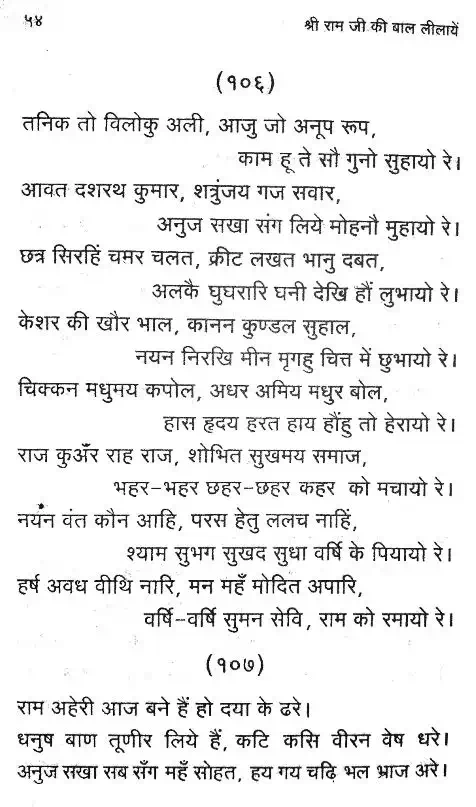 ५४
श्री राम जी की बाल लीलायें
(१०६)
तनिक तो विलोकु अली, आजु जो अनूप रूप,
काम हू ते सौ गुनो सुहायो रे।
आवत दशरथ कुमार, शत्रुंजय गज सवार,
अनुज सखा संग लिये मोहनौ मुहायो रे।
छत्र सिरहिं चमर चलत, क्रीट लखत भानु दबत,
अलकै घुघरारि घनी देखि हौं लुभायो रे।
केशर की खौर भाल, कानन कुण्डल सुहाल,
नयन निरखि मीन मृगहु चित्त में छुभायो रे।
चिक्कन मधुमय कपोल, अधर अमिय मधुर बोल,
हास हृदय हरत हाय हौंहु तो हेरायो रे।
राज कुअँर राह राज, शोभित सुखमय समाज,
भहर-भहर छहर-छहर कहर को मचायो रे।
नयन वंत कौन आहि, परस हेतु ललच नाहिं,
श्याम सुभग सुखद सुधा वर्षि के पियायो रे।
हर्ष अवध वीथि नारि, मन महँ मोदित अपारि,
वर्षि-वर्षि सुमन सेवि, राम को रमायो रे।
(१०७)
राम अहेरी आज बने हैं हो दया के ढरे।
धनुष बाण तूणीर लिये हैं, कटि कसि वीरन वेष धरे।
अनुज सखा सब सँग महँ सोहत, हय गय चढ़ि भल भ्राज अरे।